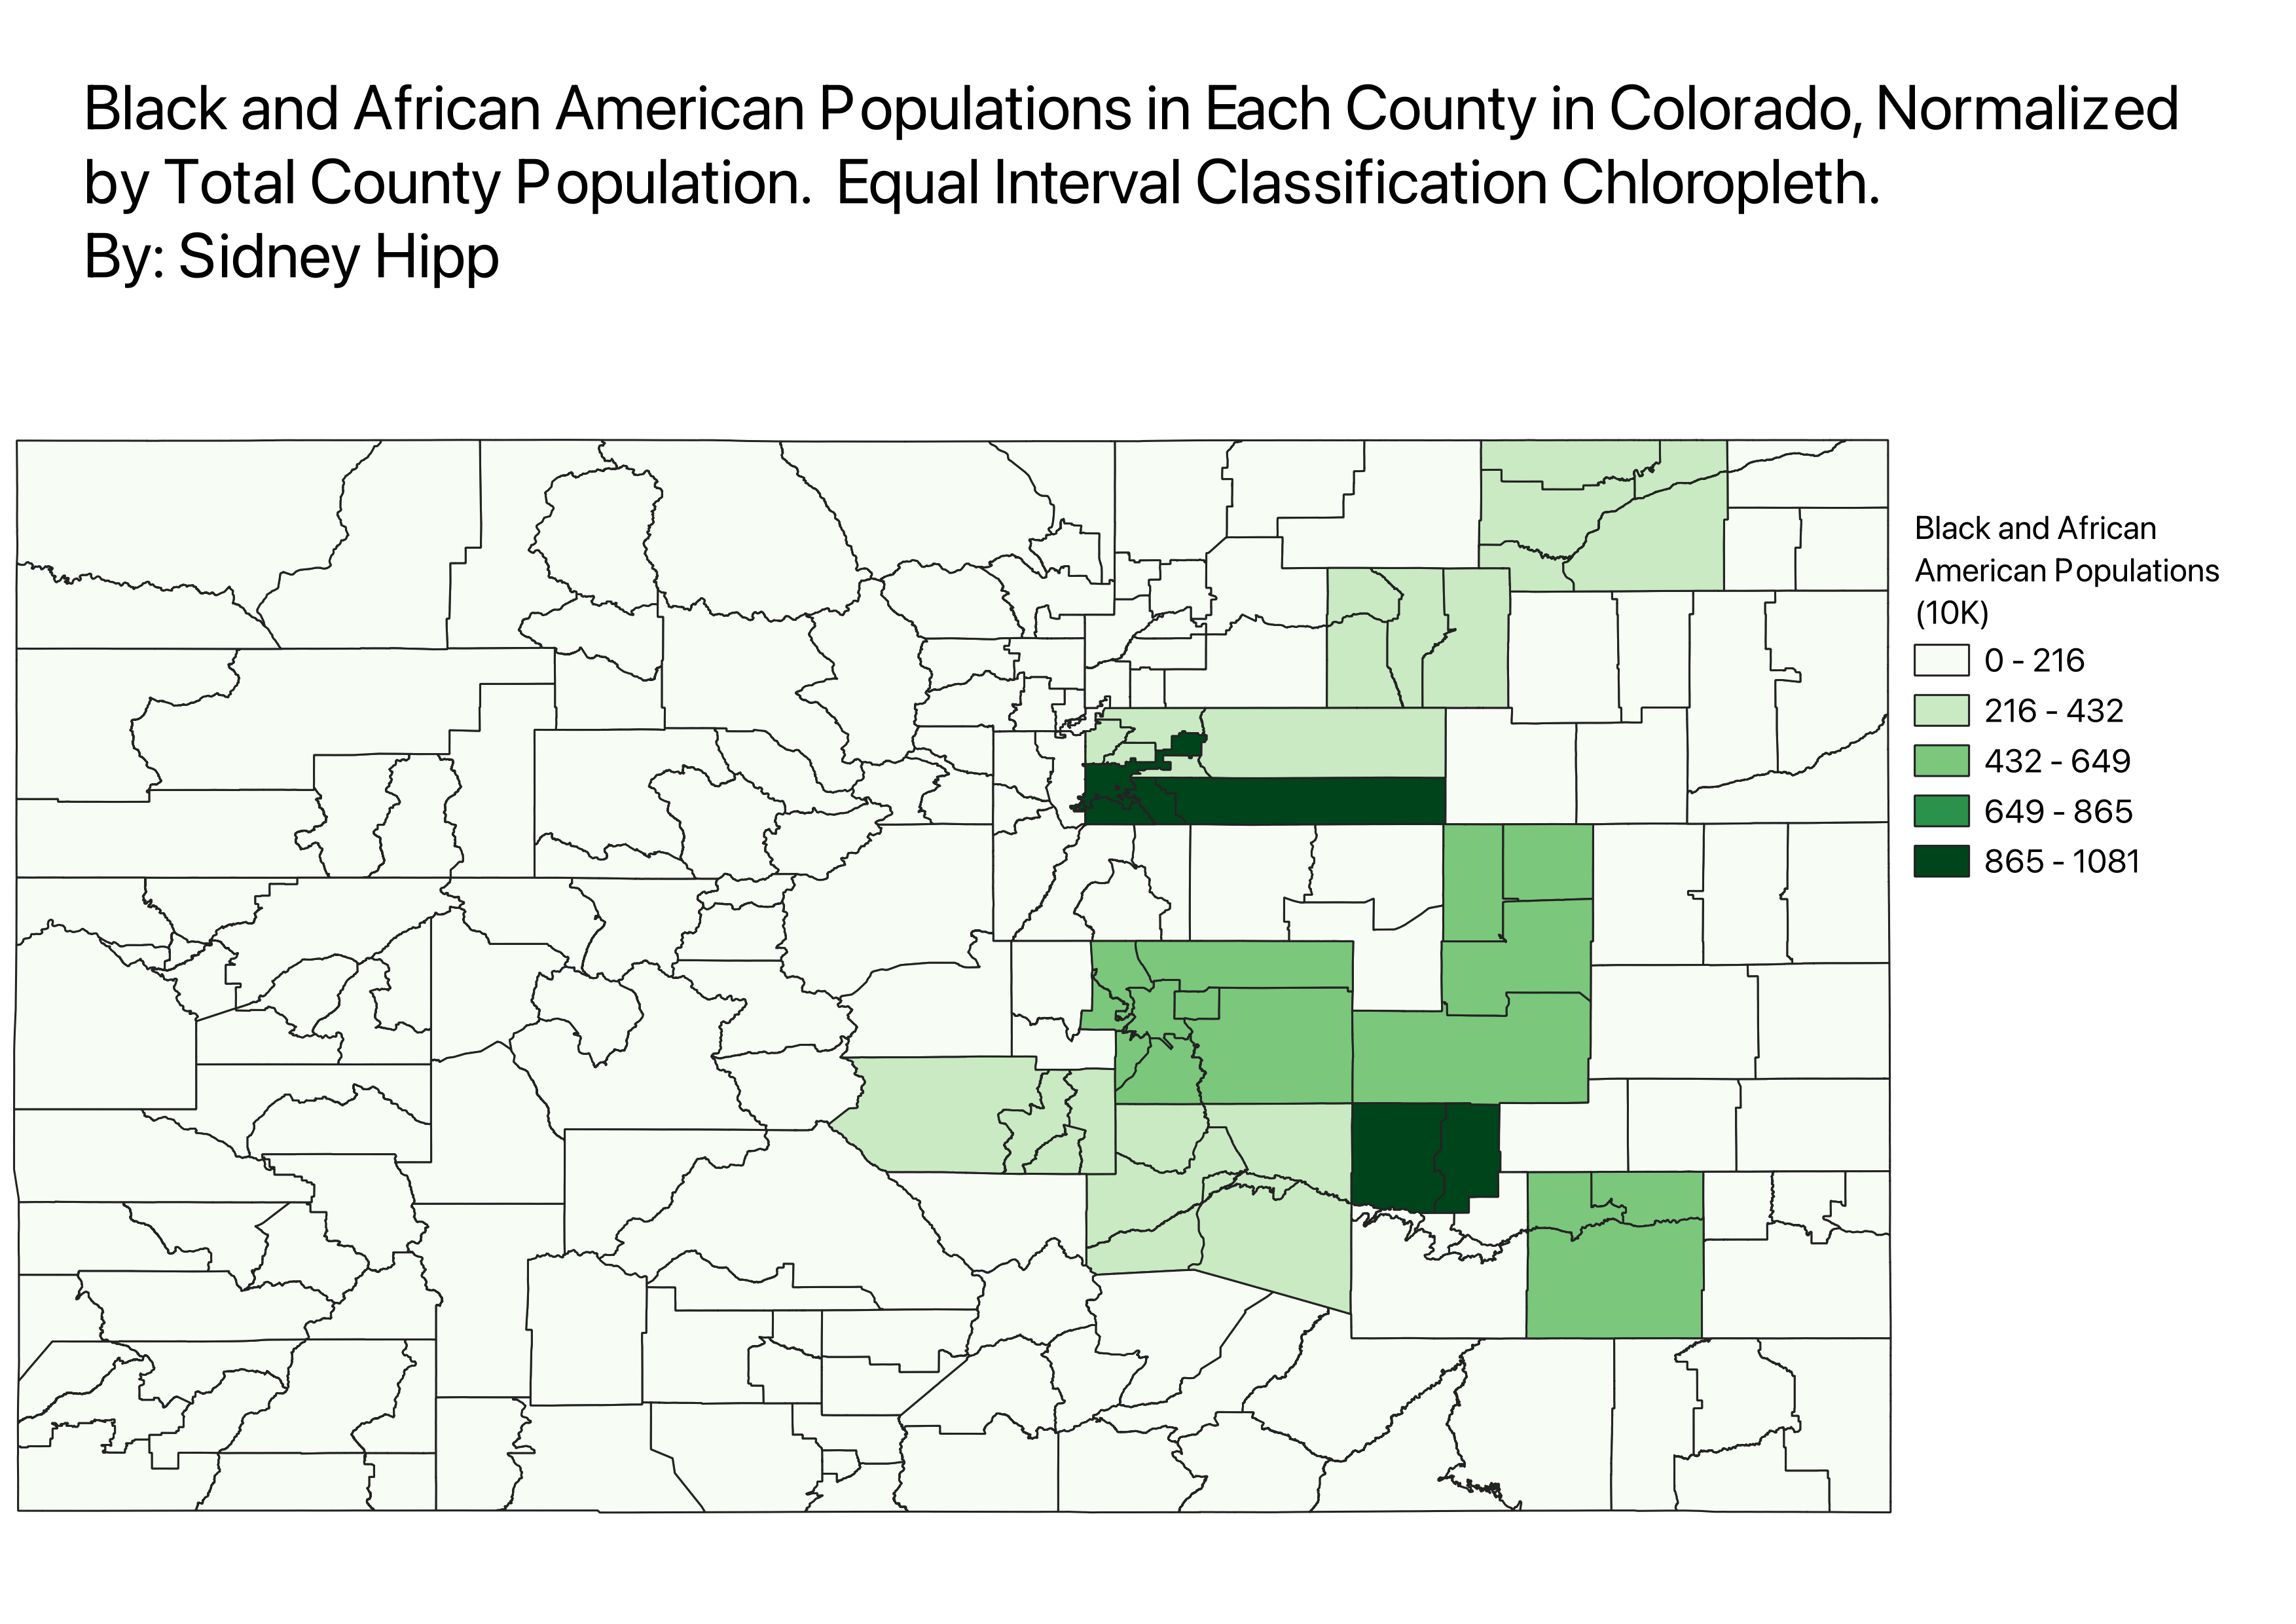 Black and African American Populations in Each County in Colorado, Normalized
by Total County Population.  Equal Interval Classification Chloropleth.
By: Sidney Hipp
Black and African
American Populations
(10K)
0 - 216
216 - 432
432 - 649
649 - 865
865 - 1081